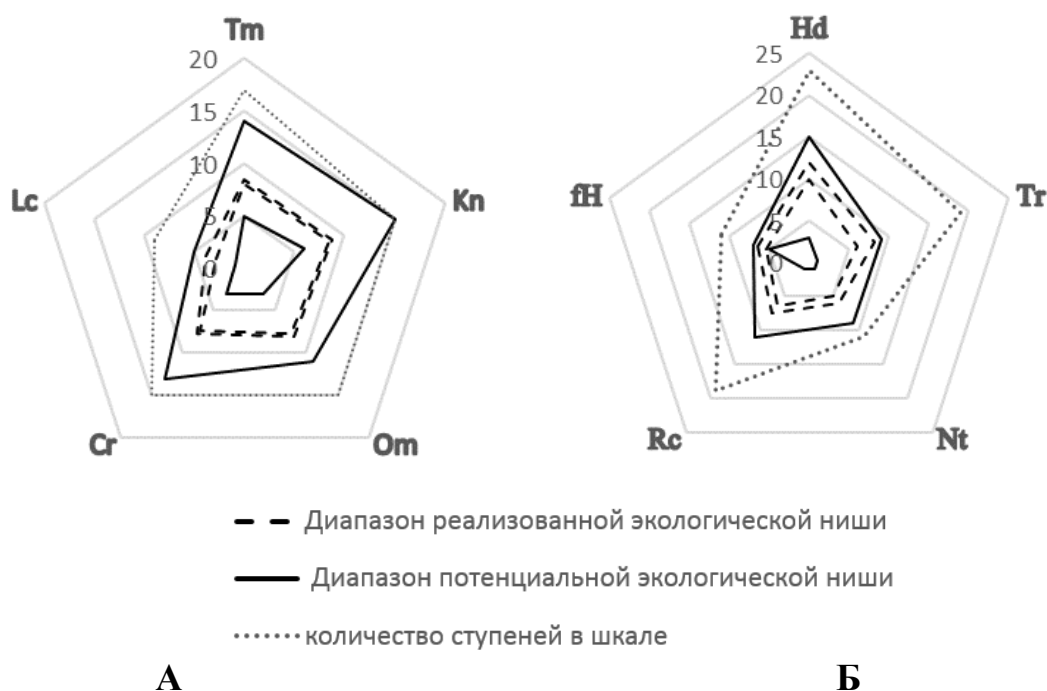 Tm
20
15
10
5
0
Lc
Kn
Cr
Om
Hd
25
20
15
10
5
0
fH
Tr
Rc
Nt
Диапазон реализованной экологической ниши
Диапазон потенциальной экологической ниши
количество ступеней в шкале
А
Б